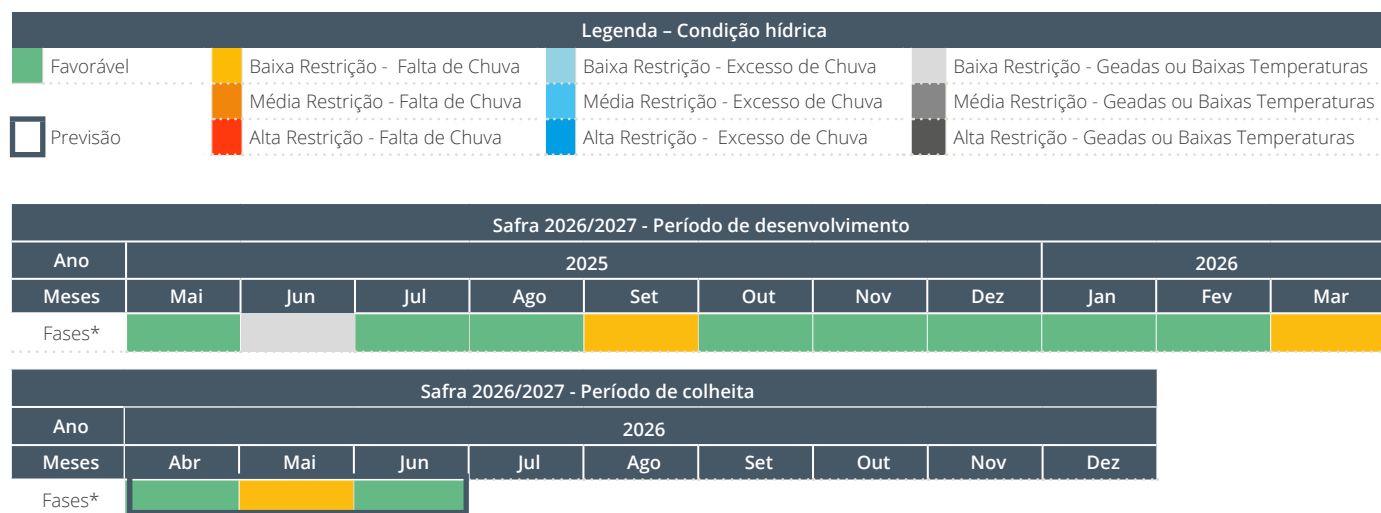 Legenda – Condição hídrica
Favorável Baixa Restrição - Falta de Chuva Baixa Restrição - Excesso de Chuva Baixa Restrição - Geadas ou Baixas Temperaturas
Média Restrição - Falta de Chuva Média Restrição - Excesso de Chuva Média Restrição - Geadas ou Baixas Temperaturas
Previsão Alta Restrição - Falta de Chuva Alta Restrição - Excesso de Chuva Alta Restrição - Geadas ou Baixas Temperaturas
Safra 2026/2027 - Período de desenvolvimento
Ano 2025 2026
Meses Mai Jun Jul Ago Set Out Nov Dez Jan Fev Mar
Fases*
Safra 2026/2027 - Período de colheita
Ano 2026
Meses Abr Mai Jun Jul Ago Set Out Nov Dez
Fases*